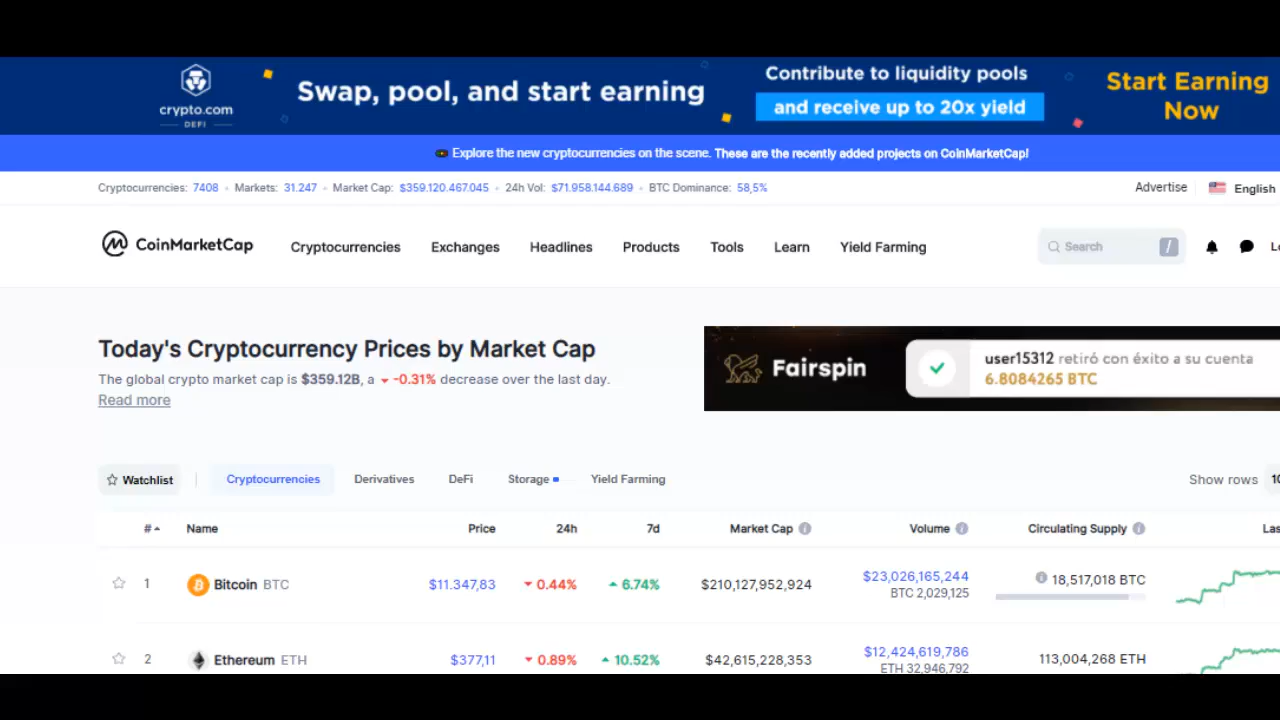 crypto.com
DEFI
Swap, pool, and start earning
Contribute to liquidity pools
and receive up to 20x yield
Start Earning
Now
Explore the new cryptocurrencies on the scene. These are the recently added projects on CoinMarketCap!
Cryptocurrencies: 7408 Markets: 31.247 Market Cap: $359.120.467.045 24h Vol: $71.958.144.689 BTC Dominance: 58,5%
Advertise English
CoinMarketCap Cryptocurrencies Exchanges Headlines Products Tools Learn Yield Farming Search /
Today's Cryptocurrency Prices by Market Cap
The global crypto market cap is $359.12B, a -0.31% decrease over the last day.
Read more
Fairspin
user15312 retiró con éxito a su cuenta
6.8084265 BTC
Watchlist Cryptocurrencies Derivatives DeFi Storage Yield Farming Show rows
# Name Price 24h 7d Market Cap Volume Circulating Supply
1 Bitcoin BTC $11.347,83 0.44% 6.74% $210,127,952,924 $23,026,165,244 18,517,018 BTC
BTC 2,029,125
2 Ethereum ETH $377,11 0.89% 10.52% $42,615,228,353 $12,424,619,786 113,004,268 ETH
ETH 32,946,792